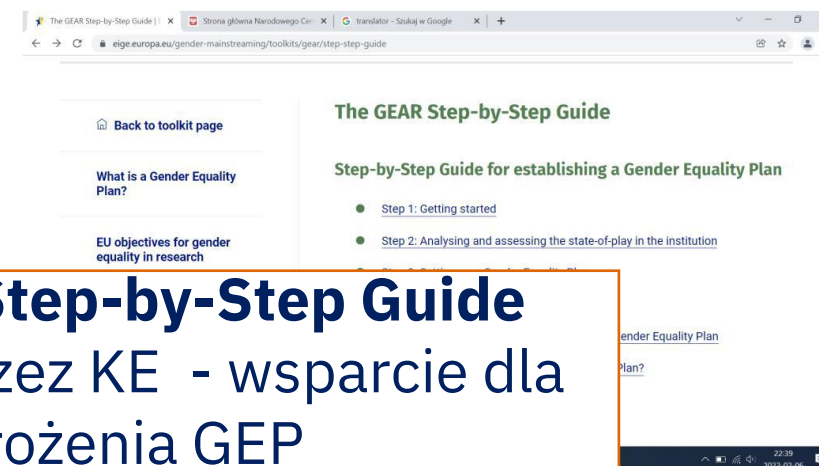 The GEAR Step-by-Step Guide |
Strona główna Narodowego Cen
translator - Szukaj w Google
eige.europa.eu/gender-mainstreaming/toolkits/gear/step-step-guide
Back to toolkit page
What is a Gender Equality
Plan?
EU objectives for gender
equality in research
The GEAR Step-by-Step Guide
Step-by-Step Guide for establishing a Gender Equality Plan
Step 1: Getting started
Step 2: Analysing and assessing the state-of-play in the institution
ender Equality Plan
Plan?
Step-by-Step Guide
zez KE - wsparcie dla
rożenia GEP
22:39
2022-02-06